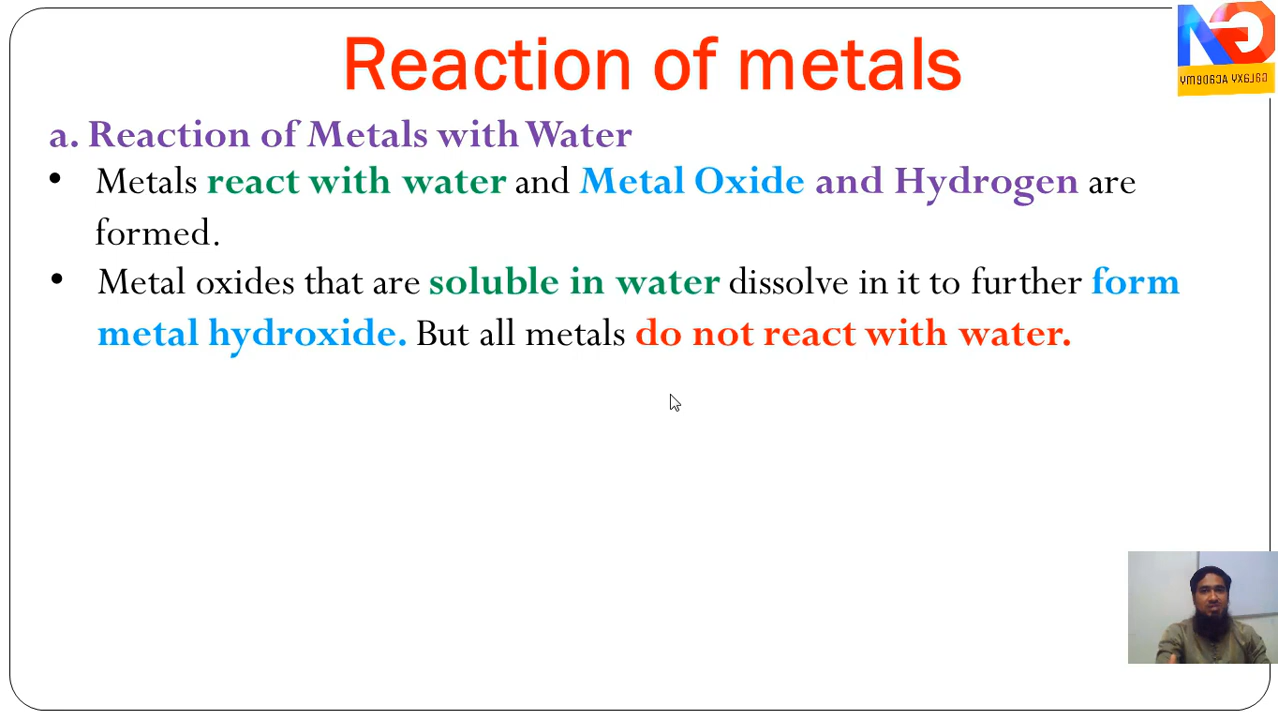 Reaction of metals
GALAXY ACADEMY
a. Reaction of Metals with Water
• Metals react with water and Metal Oxide and Hydrogen are
formed.
• Metal oxides that are soluble in water dissolve in it to further form
metal hydroxide. But all metals do not react with water.